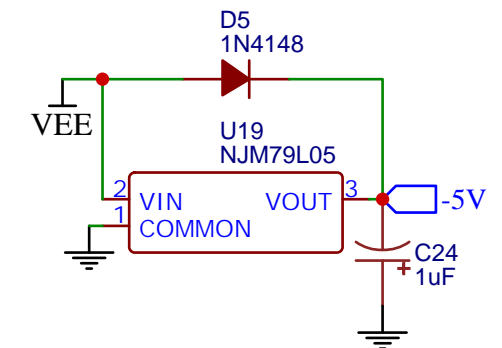 D5
1N4148
VEE
U19
NJM79L05
2 VIN VOUT 3
-5V
1 COMMON
C24
+ 1uF